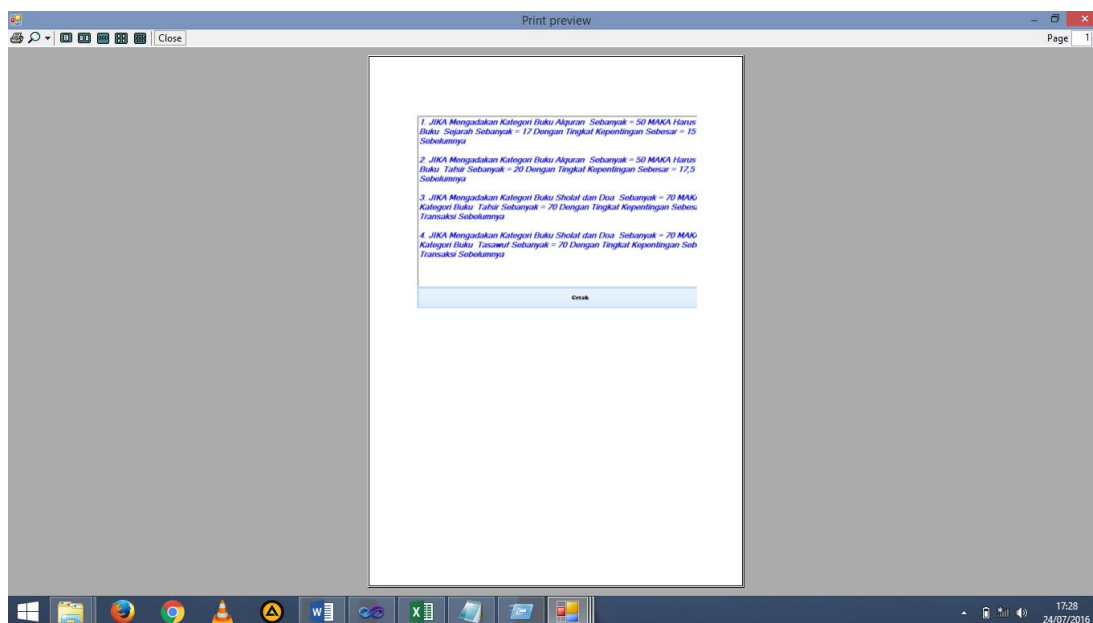 Print preview
Close
Page 1
1. JIKA Mengadakan Kategori Buku Alquran Sebanyak = 50 MAKA Harus
Buku Sejarah Sebanyak = 17 Dengan Tingkat Kepentingan Sebesar = 15
Sebelumnya
2. JIKA Mengadakan Kategori Buku Alquran Sebanyak = 50 MAKA Harus
Buku Tafsir Sebanyak = 20 Dengan Tingkat Kepentingan Sebesar = 17,5
Sebelumnya
3. JIKA Mengadakan Kategori Buku Sholat dan Doa Sebanyak = 70 MAKA
Kategori Buku Tafsir Sebanyak = 70 Dengan Tingkat Kepentingan Sebes
Transaksi Sebelumnya
4. JIKA Mengadakan Kategori Buku Sholat dan Doa Sebanyak = 70 MAKA
Kategori Buku Tasawuf Sebanyak = 70 Dengan Tingkat Kepentingan Seb
Transaksi Sebelumnya
Cetak
17:28
24/07/2016